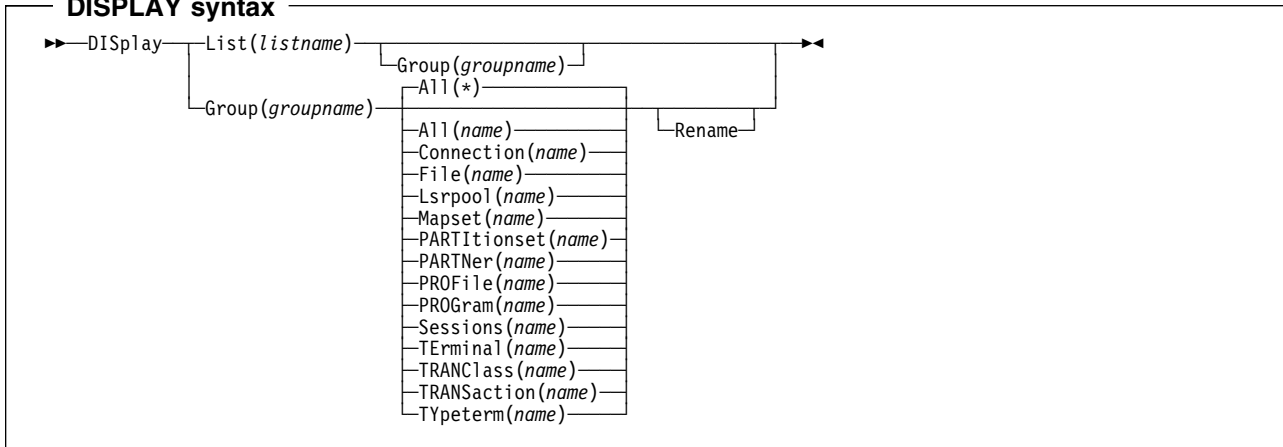 DISPLAY syntax
DISplay List(listname)
Group(groupname)
All(*)
Group(groupname)
All(name) Rename
Connection(name)
File(name)
Lsrpool(name)
Mapset(name)
PARTItionset(name)
PARTNer(name)
PROFile(name)
PROGram(name)
Sessions(name)
TErminal(name)
TRANClass(name)
TRANSaction(name)
TYpeterm(name)